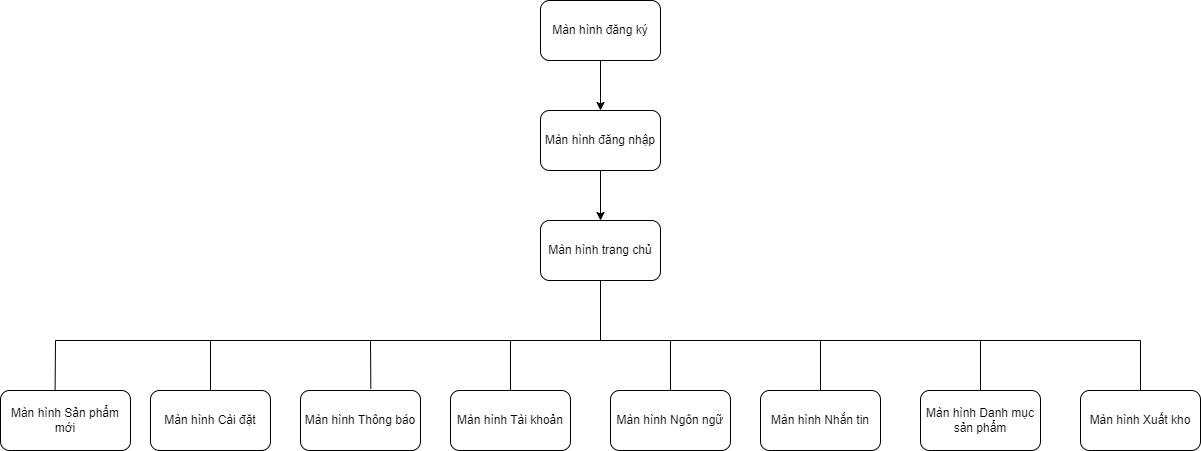 Màn hình đăng ký
Màn hình đăng nhập
Màn hình trang chủ
Màn hình Sản phẩm
mới
Màn hình Cài đặt
Màn hình Thông báo
Màn hình Tài khoản
Màn hình Ngôn ngữ
Màn hình Nhắn tin
Màn hình Danh mục
sản phẩm
Màn hình Xuất kho